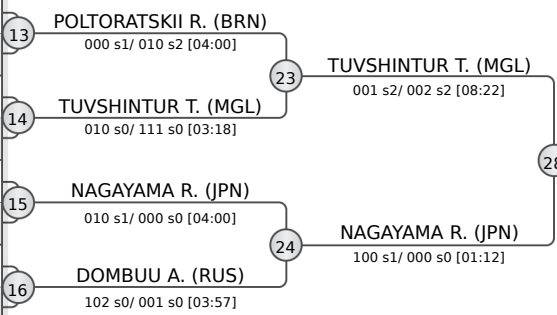 13
POLTORATSKII R. (BRN)
000 s1/ 010 s2 [04:00]
23
TUVSHINTUR T. (MGL)
001 s2/ 002 s2 [08:22]
14
TUVSHINTUR T. (MGL)
010 s0/ 111 s0 [03:18]
28
15
NAGAYAMA R. (JPN)
010 s1/ 000 s0 [04:00]
24
NAGAYAMA R. (JPN)
100 s1/ 000 s0 [01:12]
16
DOMBUU A. (RUS)
102 s0/ 001 s0 [03:57]